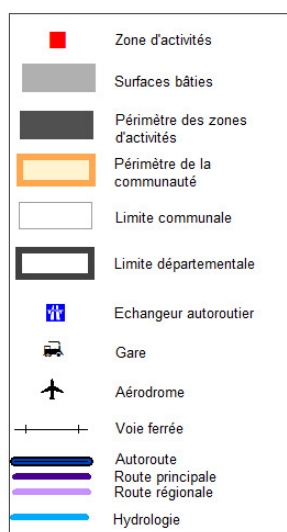 Zone d'activités
Surfaces bâties
Périmètre des zones
d'activités
Périmètre de la
communauté
Limite communale
Limite départementale
Echangeur autoroutier
Gare
Aérodrome
Voie ferrée
Autoroute
Route principale
Route régionale
Hydrologie